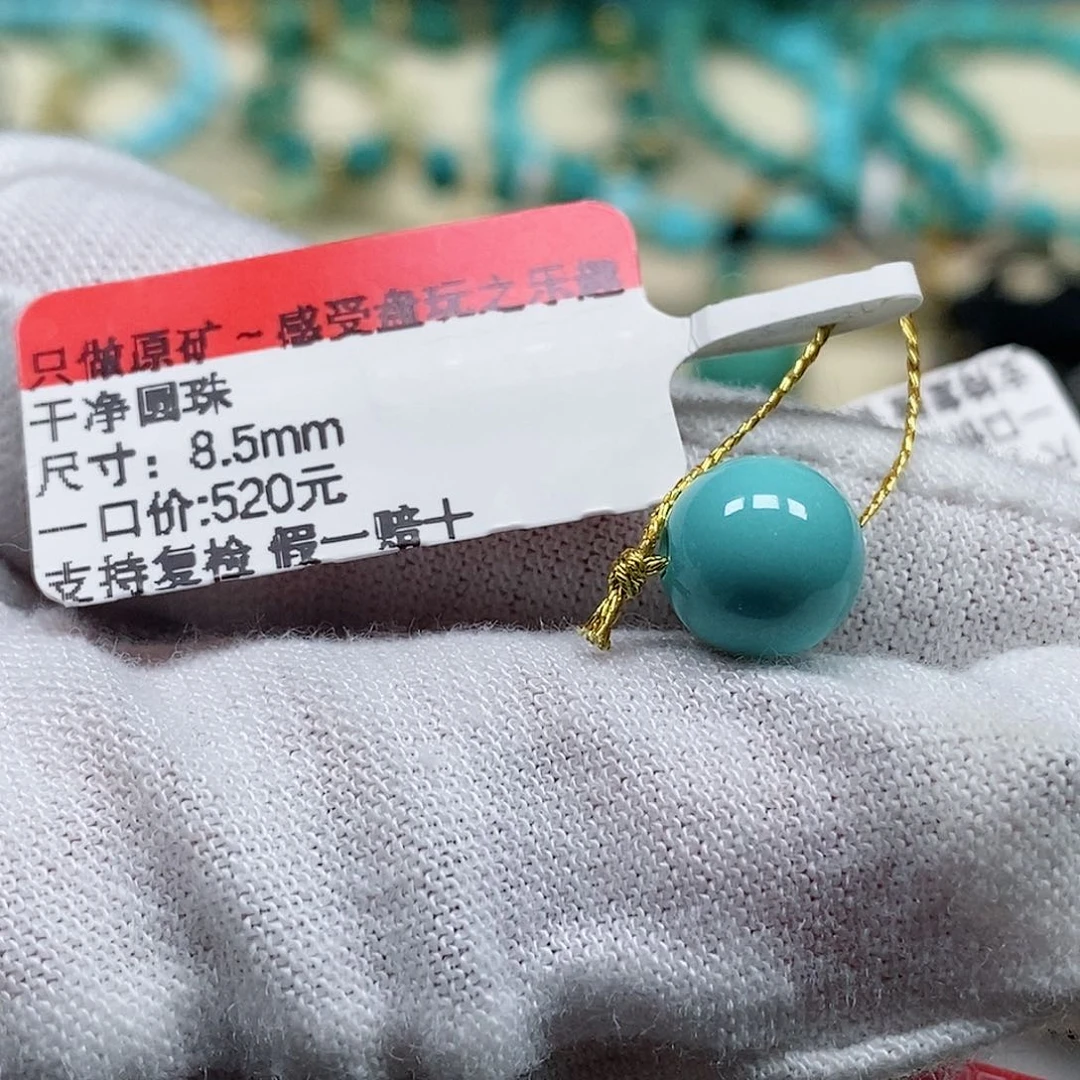 只做原矿~感受盘玩之乐趣
干净圆珠
尺寸：8.5mm
一口价:520元
支持复检 假一赔十